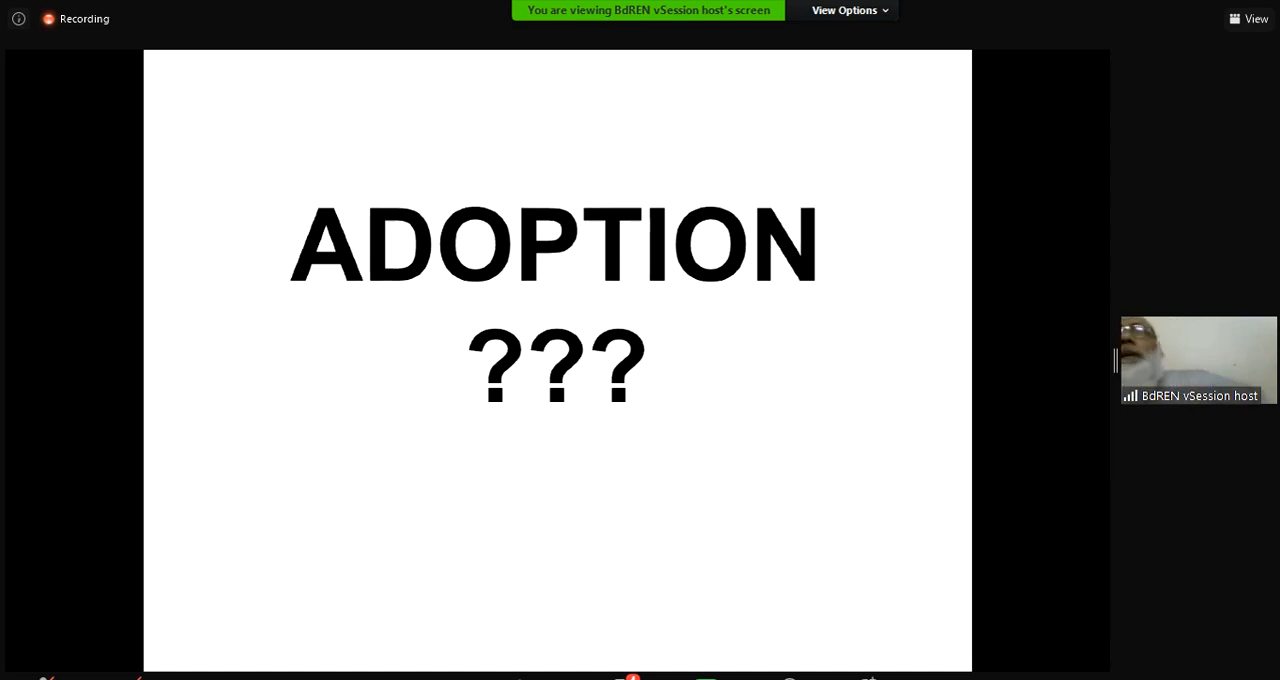 Recording
You are viewing BdREN vSession host's screen
View Options
View
ADOPTION
???
BdREN vSession host